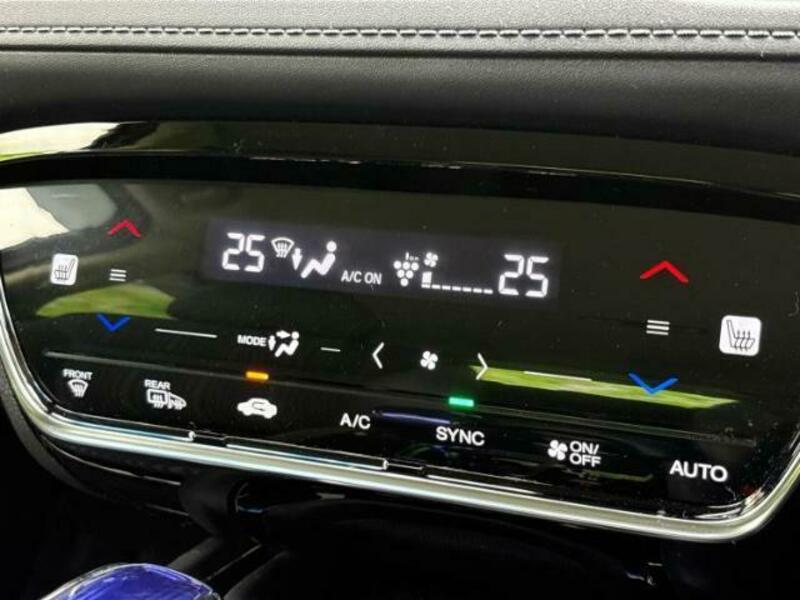 25 A/C ON 25
MODE
FRONT
REAR
A/C
SYNC
ON/
OFF
AUTO